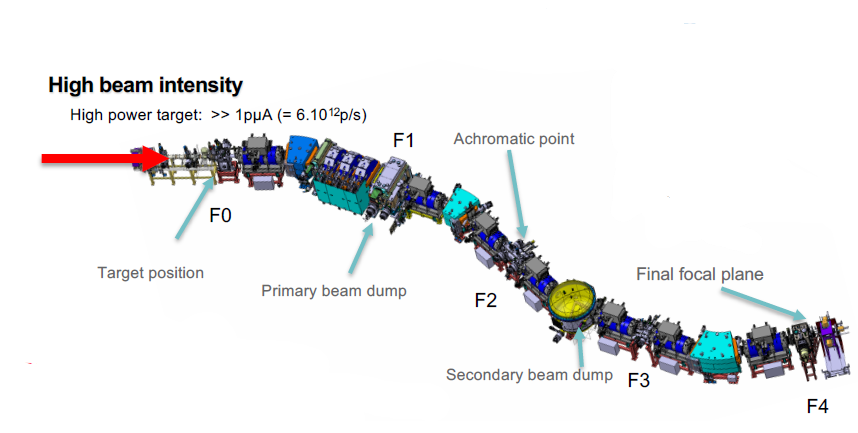 High beam intensity
High power target:  >> 1pµA (= 6.10¹²p/s)
F1
Achromatic point
F0
Target position
Primary beam dump
F2
Final focal plane
Secondary beam dump
F3
F4